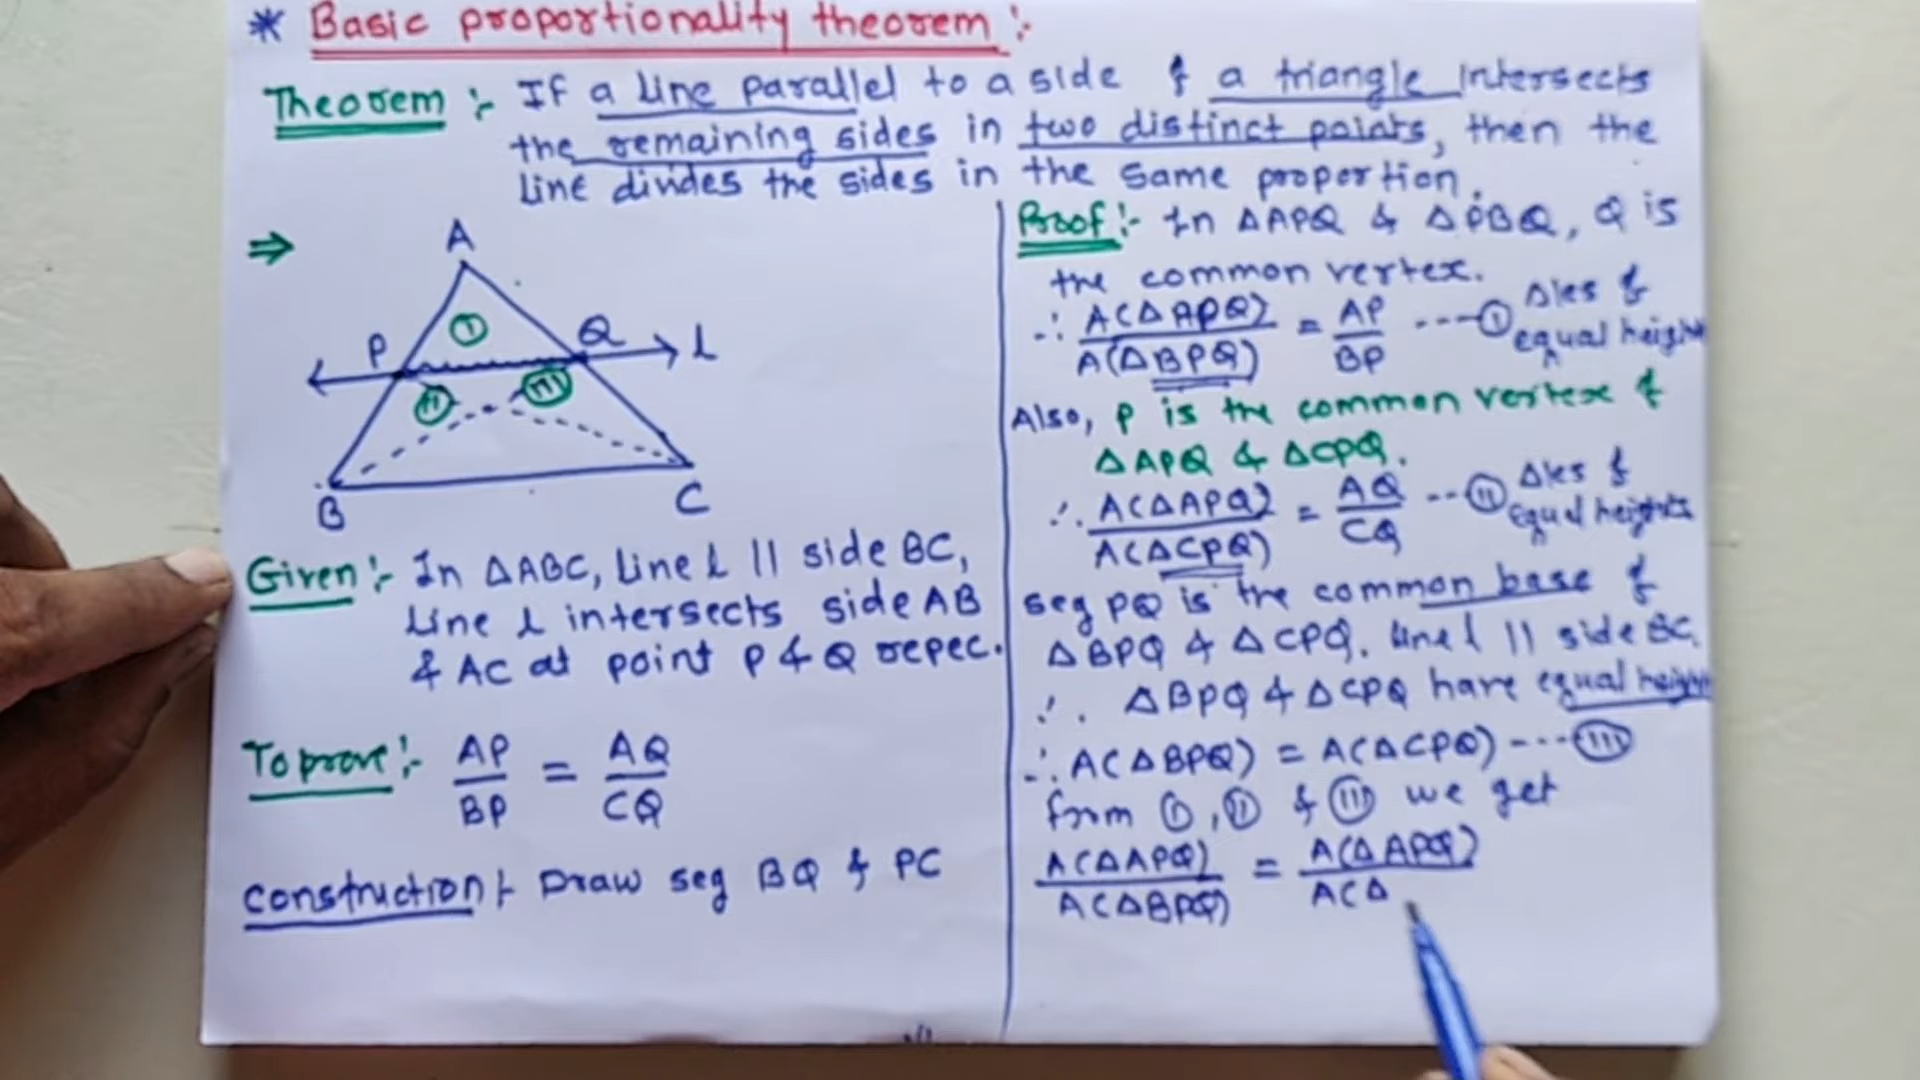 * Basic proportionality theorem :-
Theorem :- If a line parallel to a side of a triangle intersects
the remaining sides in two distinct points, then the
line divides the sides in the same proportion.
⇒
A
I
P
Q
l
II
III
B
C
Given :- In ΔABC, Line l || side BC,
Line l intersects side AB
& AC at point P & Q repec.
To prove :- AP/BP = AQ/CQ
Construction :- Draw seg BQ & PC
Proof :- In ΔAPQ & ΔPBQ, Q is
the common vertex.
∴ A(ΔAPQ)/A(ΔBPQ) = AP/BP ---- I Δles of equal height
Also, P is the common vertex of
ΔAPQ & ΔCPQ.
∴ A(ΔAPQ)/A(ΔCPQ) = AQ/CQ --- II Δles of equal heights
seg PQ is the common base of
ΔBPQ & ΔCPQ. Line l || side BC,
∴ ΔBPQ & ΔCPQ have equal height
∴ A(ΔBPQ) = A(ΔCPQ) ---- III
from I, II & III we get
A(ΔAPQ)/A(ΔBPQ) = A(ΔAPQ)/A(Δ